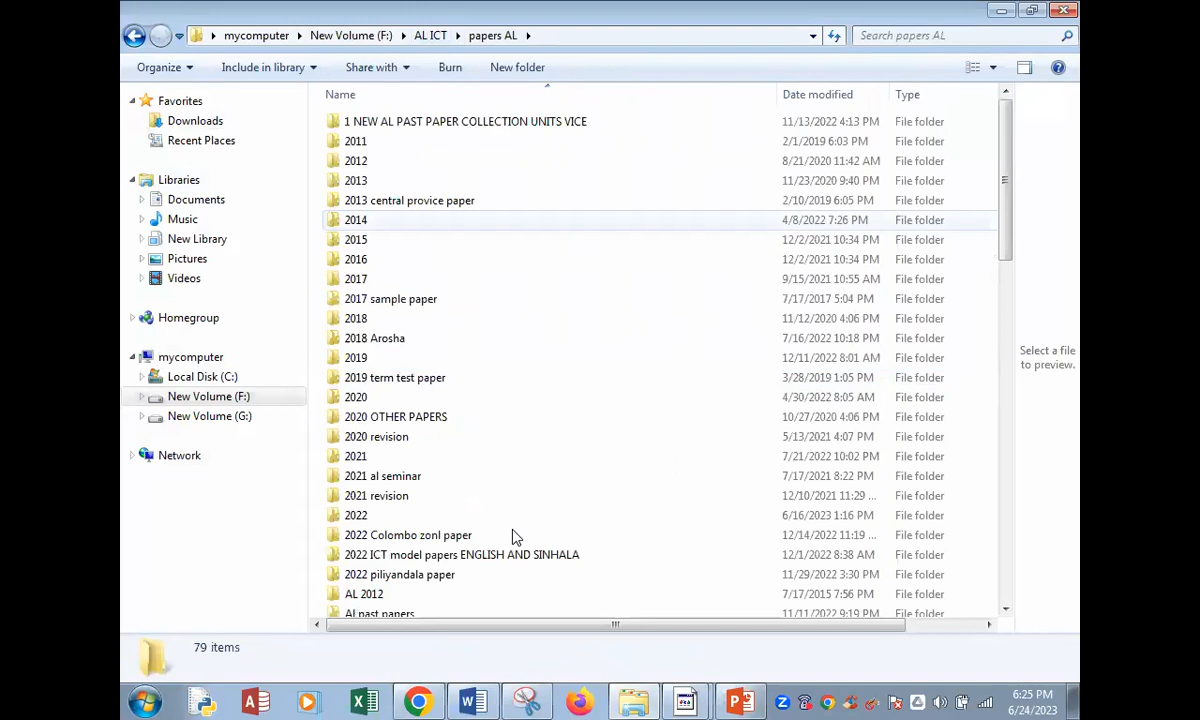 mycomputer New Volume (F:) AL ICT papers AL Search papers AL
Organize Include in library Share with Burn New folder
Favorites
Downloads
Recent Places
Libraries
Documents
Music
New Library
Pictures
Videos
Homegroup
mycomputer
Local Disk (C:)
New Volume (F:)
New Volume (G:)
Network
Name Date modified Type
1 NEW AL PAST PAPER COLLECTION UNITS VICE 11/13/2022 4:13 PM File folder
2011 2/1/2019 6:03 PM File folder
2012 8/21/2020 11:42 AM File folder
2013 11/23/2020 9:40 PM File folder
2013 central provice paper 2/10/2019 6:05 PM File folder
2014 4/8/2022 7:26 PM File folder
2015 12/2/2021 10:34 PM File folder
2016 12/2/2021 10:34 PM File folder
2017 9/15/2021 10:55 AM File folder
2017 sample paper 7/17/2017 5:04 PM File folder
2018 11/12/2020 4:06 PM File folder
2018 Arosha 7/16/2022 10:18 PM File folder
2019 12/11/2022 8:01 AM File folder
2019 term test paper 3/28/2019 1:05 PM File folder
2020 4/30/2022 8:05 AM File folder
2020 OTHER PAPERS 10/27/2020 4:06 PM File folder
2020 revision 5/13/2021 4:07 PM File folder
2021 7/21/2022 10:02 PM File folder
2021 al seminar 7/17/2021 8:22 PM File folder
2021 revision 12/10/2021 11:29 ... File folder
2022 6/16/2023 1:16 PM File folder
2022 Colombo zonl paper 12/14/2022 11:19 ... File folder
2022 ICT model papers ENGLISH AND SINHALA 12/1/2022 8:38 AM File folder
2022 piliyandala paper 11/29/2022 3:30 PM File folder
AL 2012 7/17/2015 7:56 PM File folder
Al past papers 11/11/2022 9:19 PM File folder
Select a file
to preview.
79 items
6:25 PM
6/24/2023